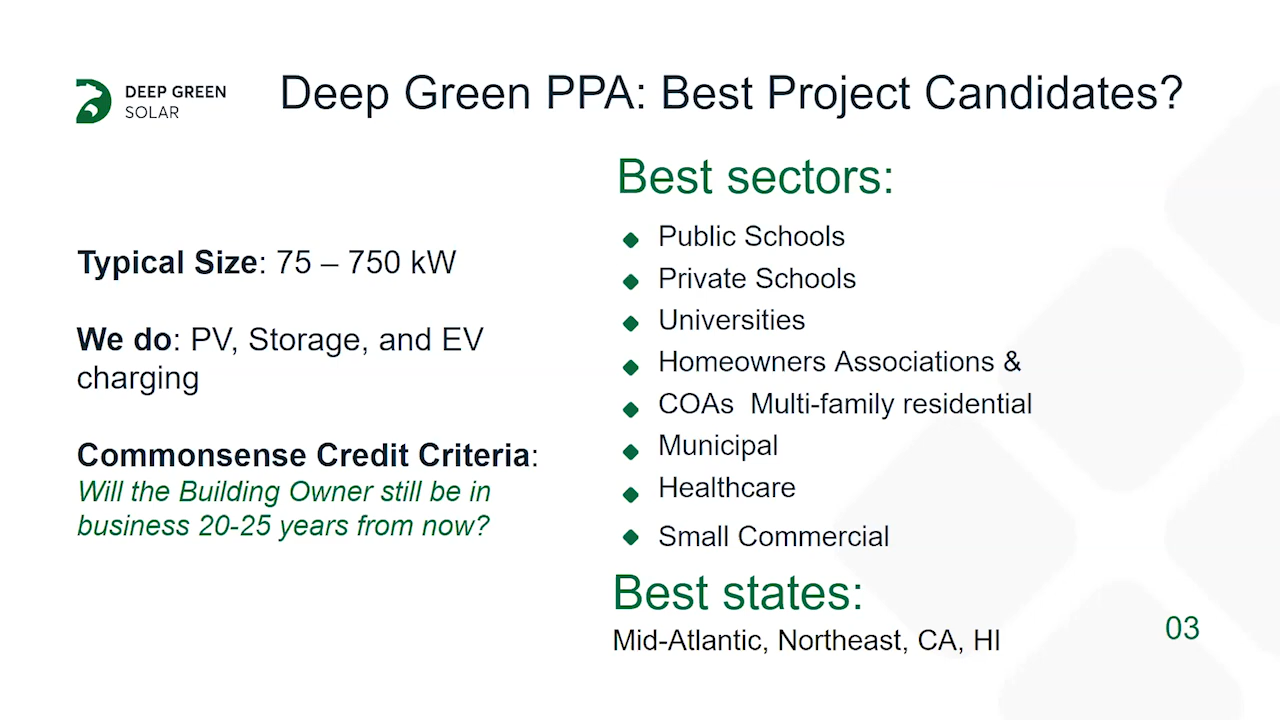 DEEP GREEN
SOLAR
Deep Green PPA: Best Project Candidates?
Typical Size: 75 – 750 kW
We do: PV, Storage, and EV
charging
Commonsense Credit Criteria:
Will the Building Owner still be in
business 20-25 years from now?
Best sectors:
Public Schools
Private Schools
Universities
Homeowners Associations &
COAs  Multi-family residential
Municipal
Healthcare
Small Commercial
Best states:
Mid-Atlantic, Northeast, CA, HI
03